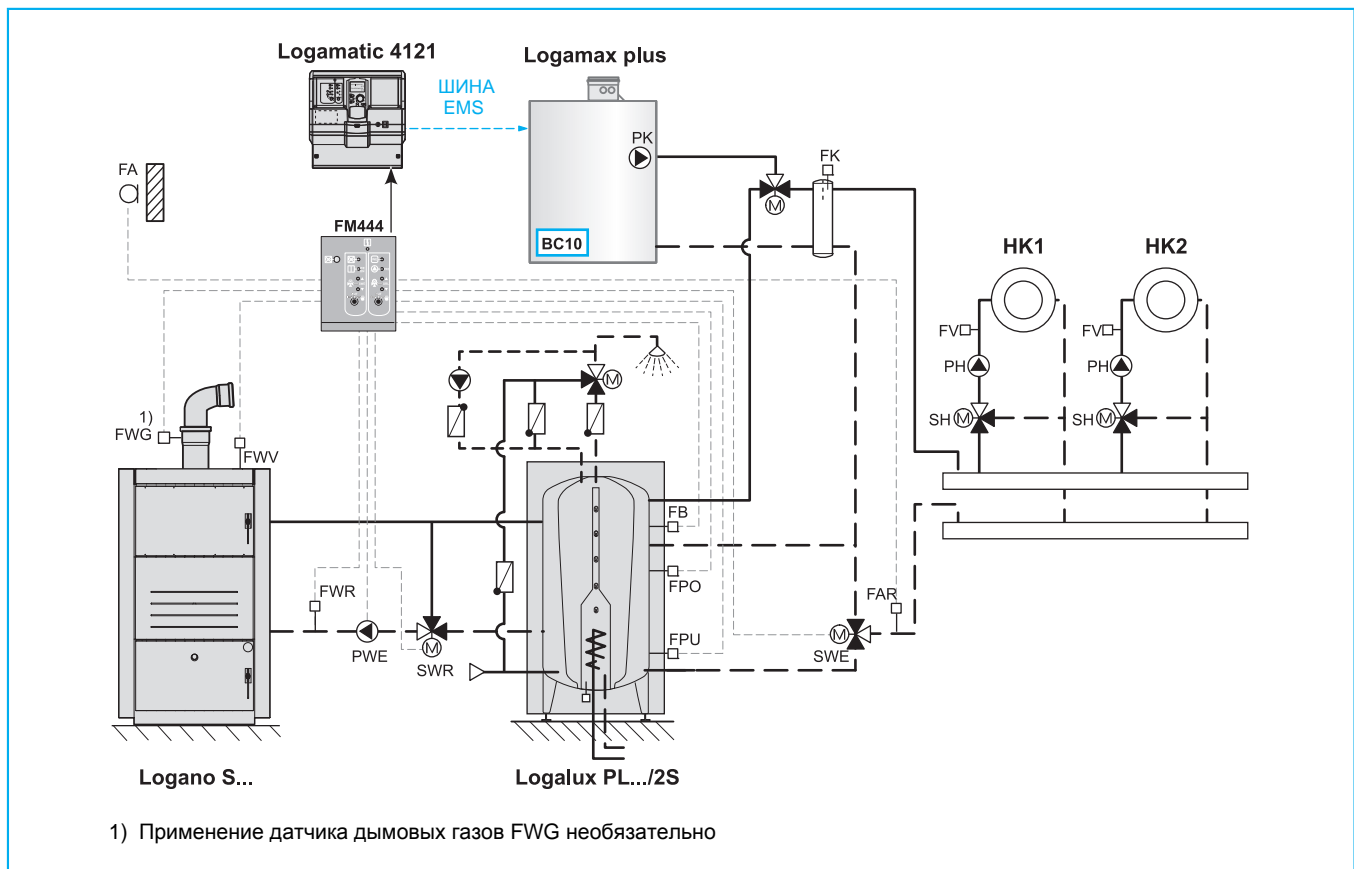 Logamatic 4121
Logamax plus
ШИНА
EMS
PK
FK
M
FA
FM444
BC10
HK1
HK2
FV
FV
PH
PH
SH M
SH M
M
1)
FWG
FWV
FB
FPO
FWR
FAR
FPU
M
SWE
PWE
M
SWR
Logano S...
Logalux PL.../2S
1) Применение датчика дымовых газов FWG необязательно